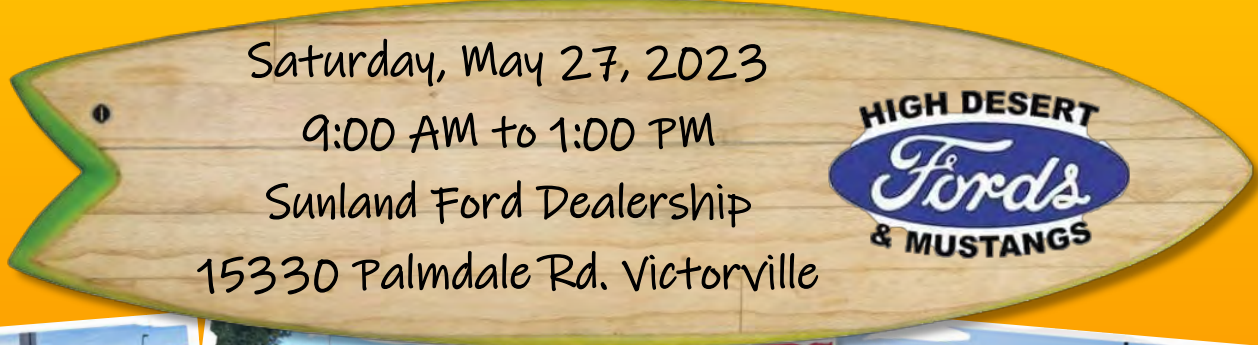 Saturday, May 27, 2023
9:00 AM to 1:00 PM
Sunland Ford Dealership
15330 Palmdale Rd. Victorville
HIGH DESERT
Fords
& MUSTANGS